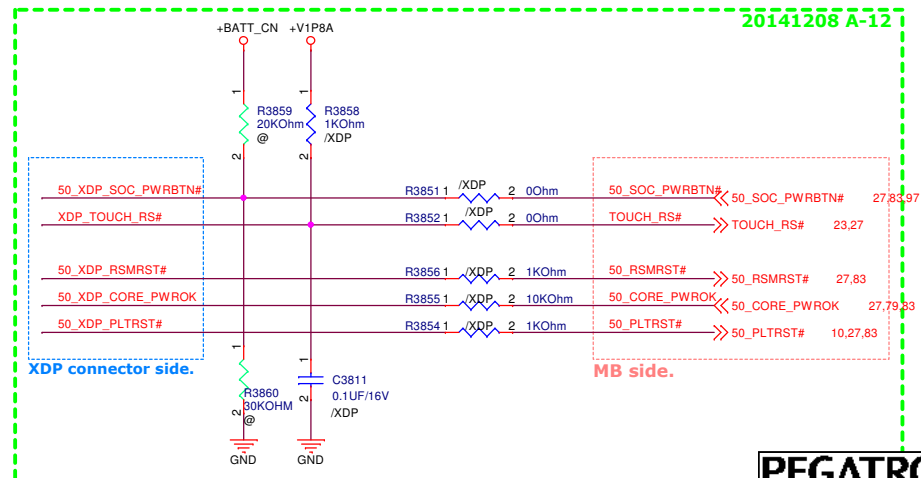 20141208 A-12
+BATT_CN +V1P8A
1 1
R3859 R3858
20KOhm 1KOhm
@ /XDP
2 2
50_XDP_SOC_PWRBTN# R3851 1 /XDP 2 0Ohm 50_SOC_PWRBTN# 50_SOC_PWRBTN# 27,83,97
XDP_TOUCH_RS# R3852 1 /XDP 2 0Ohm TOUCH_RS# TOUCH_RS# 23,27
50_XDP_RSMRST# R3856 1 /XDP 2 1KOhm 50_RSMRST# 50_RSMRST# 27,83
50_XDP_CORE_PWROK R3855 1 /XDP 2 10KOhm 50_CORE_PWROK 50_CORE_PWROK 27,79,83
50_XDP_PLTRST# R3854 1 /XDP 2 1KOhm 50_PLTRST# 50_PLTRST# 10,27,83
XDP connector side. MB side.
1 1
R3860 C3811
30KOHM 0.1UF/16V
@ /XDP
2 2
GND GND
PEGATRO